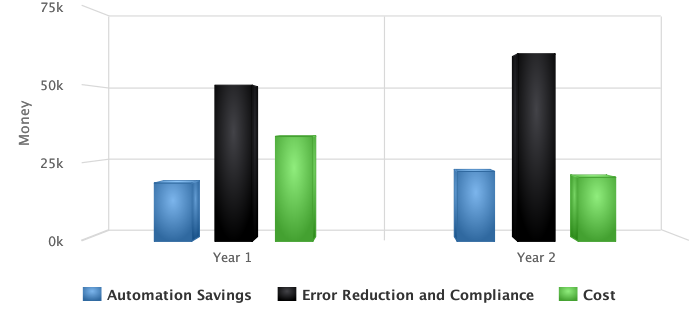 75k
50k
25k
0k
Money
Year 1
Year 2
Automation Savings
Error Reduction and Compliance
Cost